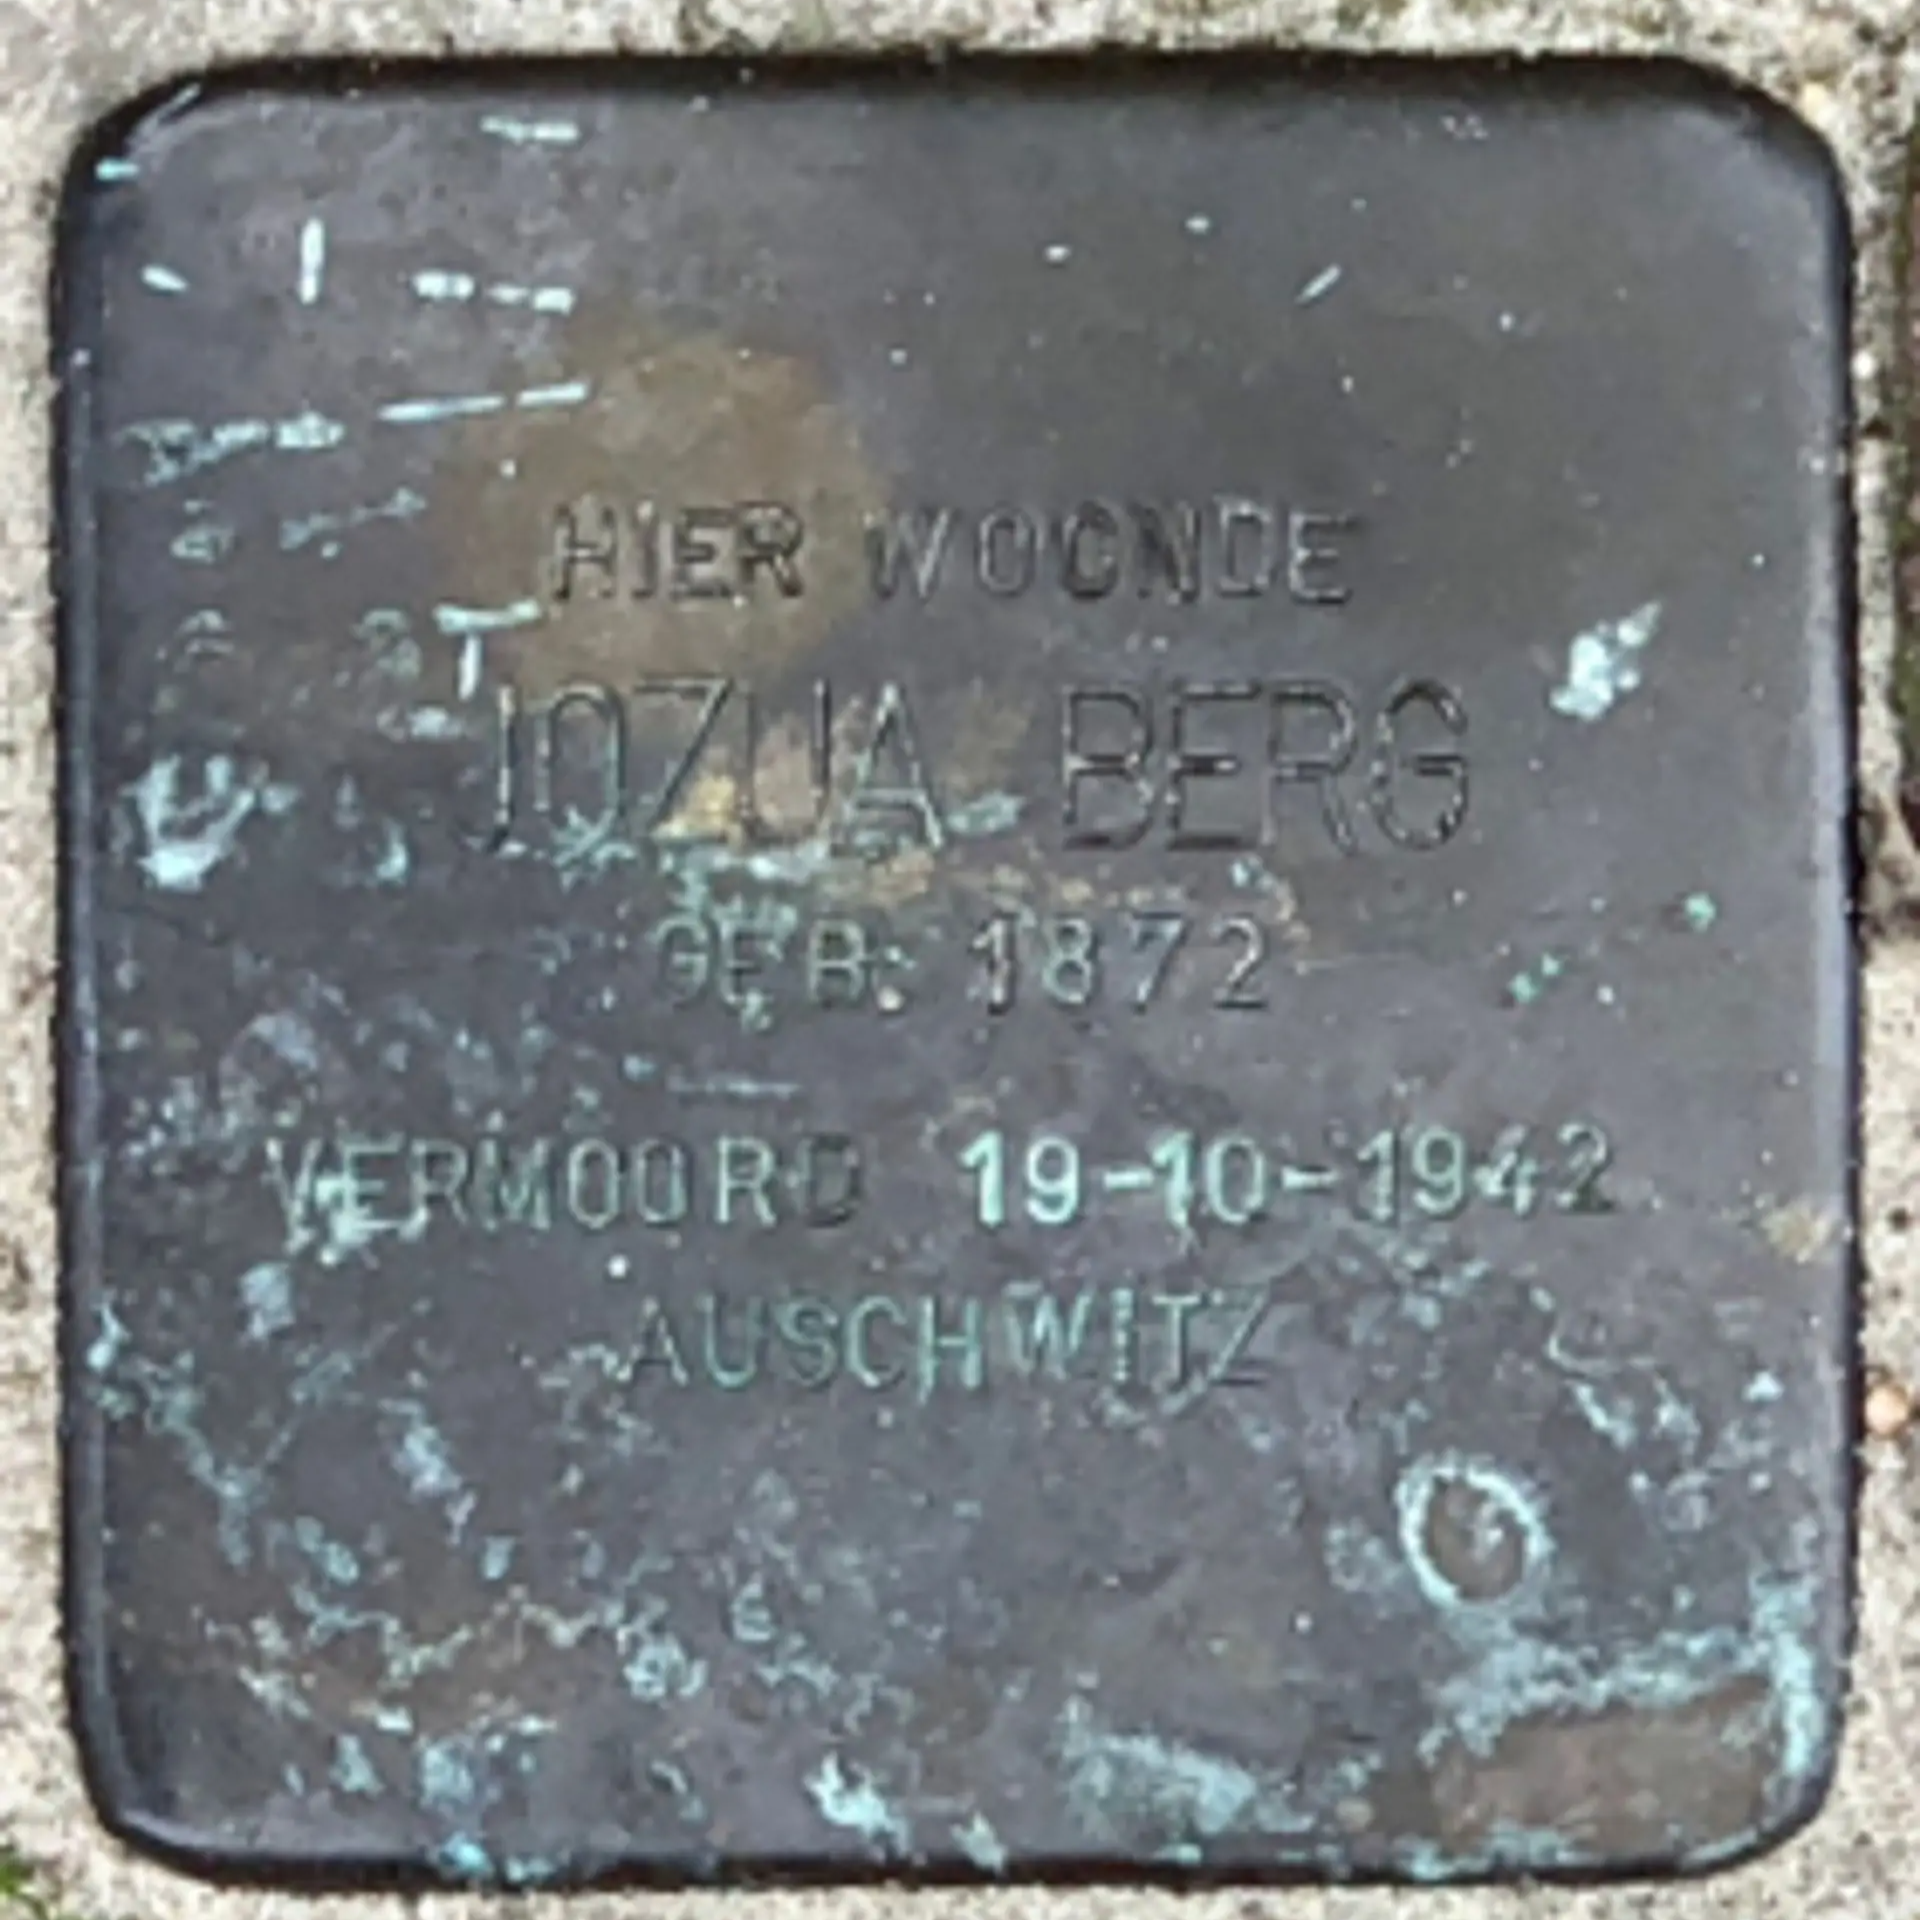 HIER WOONDE
JOZUA BERG
GEB. 1872
VERMOORD 19-10-1942
AUSCHWITZ